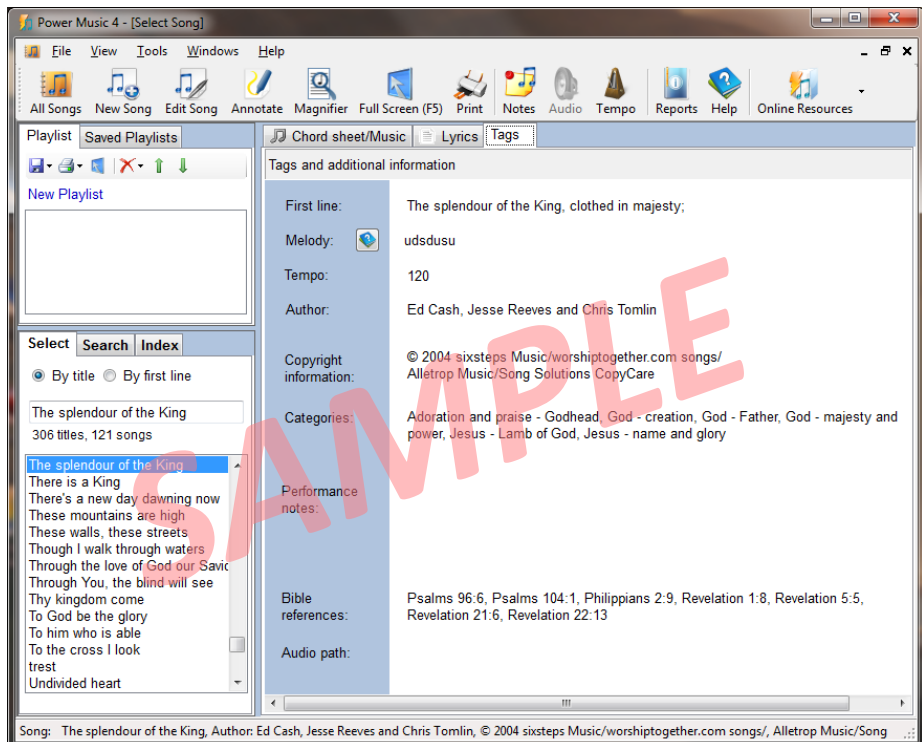 Power Music 4 - [Select Song]
File View Tools Windows Help
All Songs New Song Edit Song Annotate Magnifier Full Screen (F5) Print Notes Audio Tempo Reports Help Online Resources
Playlist Saved Playlists
New Playlist
Select Search Index
By title By first line
The splendour of the King
306 titles, 121 songs
The splendour of the King
There is a King
There's a new day dawning now
These mountains are high
These walls, these streets
Though I walk through waters
Through the love of God our Savic
Through You, the blind will see
Thy kingdom come
To God be the glory
To him who is able
To the cross I look
trest
Undivided heart
Chord sheet/Music Lyrics Tags
Tags and additional information
First line: The splendour of the King, clothed in majesty;
Melody: udsdusu
Tempo: 120
Author: Ed Cash, Jesse Reeves and Chris Tomlin
Copyright information: © 2004 sixsteps Music/worshiptogether.com songs/
Alletrop Music/Song Solutions CopyCare
Categories: Adoration and praise - Godhead, God - creation, God - Father, God - majesty and
power, Jesus - Lamb of God, Jesus - name and glory
Performance
notes:
Bible references: Psalms 96:6, Psalms 104:1, Philippians 2:9, Revelation 1:8, Revelation 5:5,
Revelation 21:6, Revelation 22:13
Audio path:
SAMPLE
Song: The splendour of the King, Author: Ed Cash, Jesse Reeves and Chris Tomlin, © 2004 sixsteps Music/worshiptogether.com songs/, Alletrop Music/Song